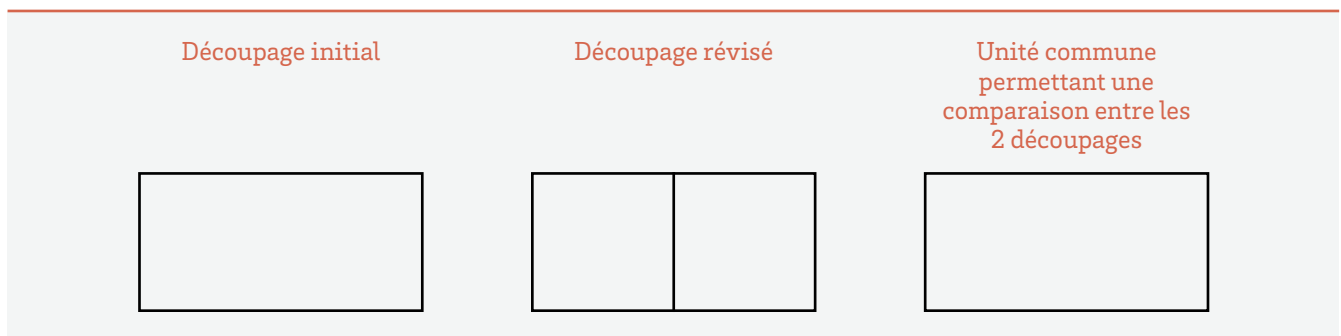 Découpage initial
Découpage révisé
Unité commune
permettant une
comparaison entre les
2 découpages